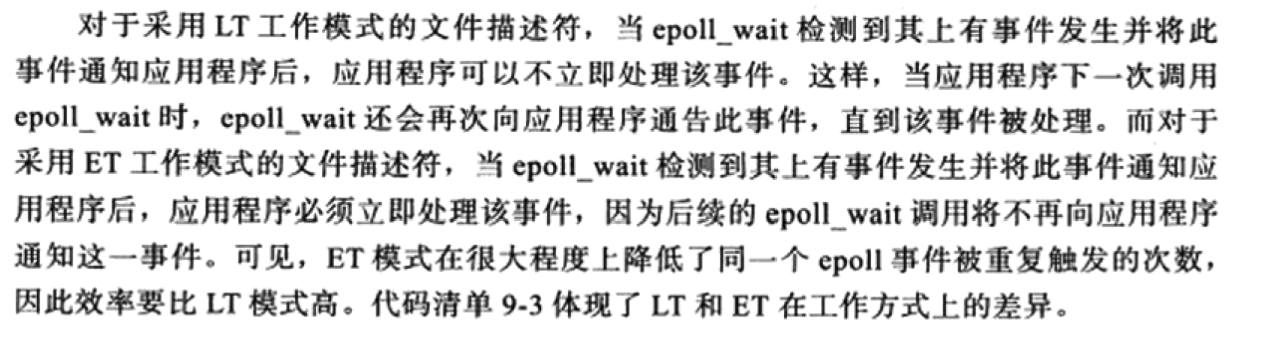 对于采用 LT 工作模式的文件描述符，当 epoll_wait 检测到其上有事件发生并将此
事件通知应用程序后，应用程序可以不立即处理该事件。这样，当应用程序下一次调用
epoll_wait 时，epoll_wait 还会再次向应用程序通告此事件，直到该事件被处理。而对于
采用 ET 工作模式的文件描述符，当 epoll_wait 检测到其上有事件发生并将此事件通知应
用程序后，应用程序必须立即处理该事件，因为后续的 epoll_wait 调用将不再向应用程序
通知这一事件。可见，ET 模式在很大程度上降低了同一个 epoll 事件被重复触发的次数，
因此效率要比 LT 模式高。代码清单 9-3 体现了 LT 和 ET 在工作方式上的差异。